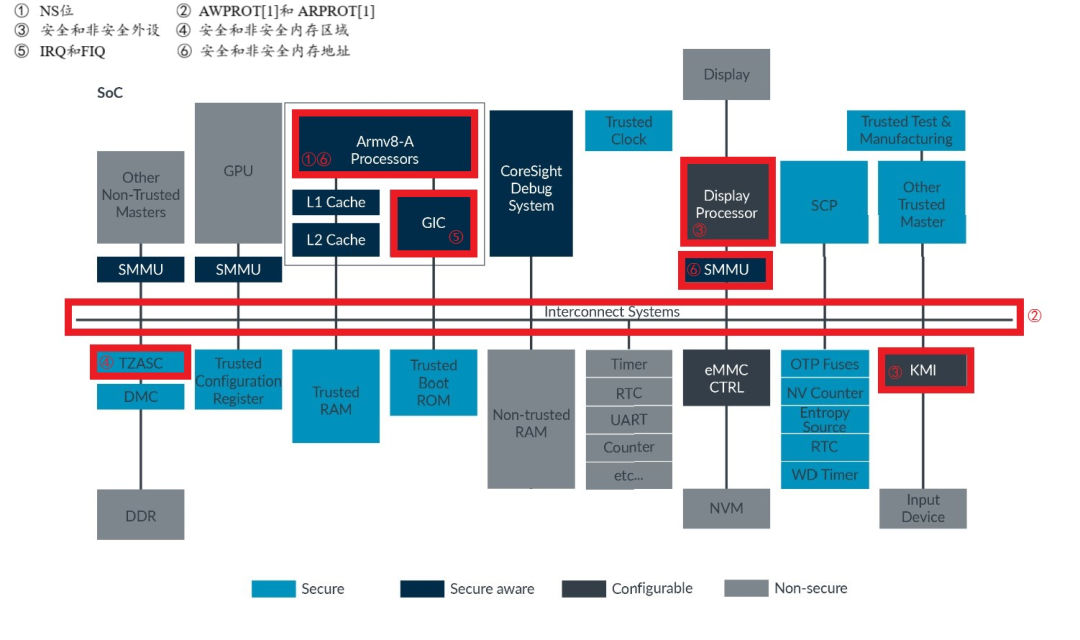 ① NS位 ② AWPROT[1]和 ARPROT[1]
③ 安全和非安全外设 ④ 安全和非安全内存区域
⑤ IRQ和FIQ ⑥ 安全和非安全内存地址
SoC
Display
Other
Non-Trusted
Masters
GPU
Armv8-A
①⑥ Processors
L1 Cache
L2 Cache
GIC
⑤
CoreSight
Debug
System
Trusted
Clock
Display
Processor
③
SCP
Trusted Test &
Manufacturing
Other
Trusted
Master
SMMU
SMMU
⑥ SMMU
Interconnect Systems
②
④ TZASC
DMC
DDR
Trusted
Configuration
Register
Trusted
RAM
Trusted
Boot
ROM
Non-trusted
RAM
Timer
RTC
UART
Counter
etc...
eMMC
CTRL
NVM
OTP Fuses
NV Counter
Entropy
Source
RTC
WD Timer
③ KMI
Input
Device
Secure
Secure aware
Configurable
Non-secure